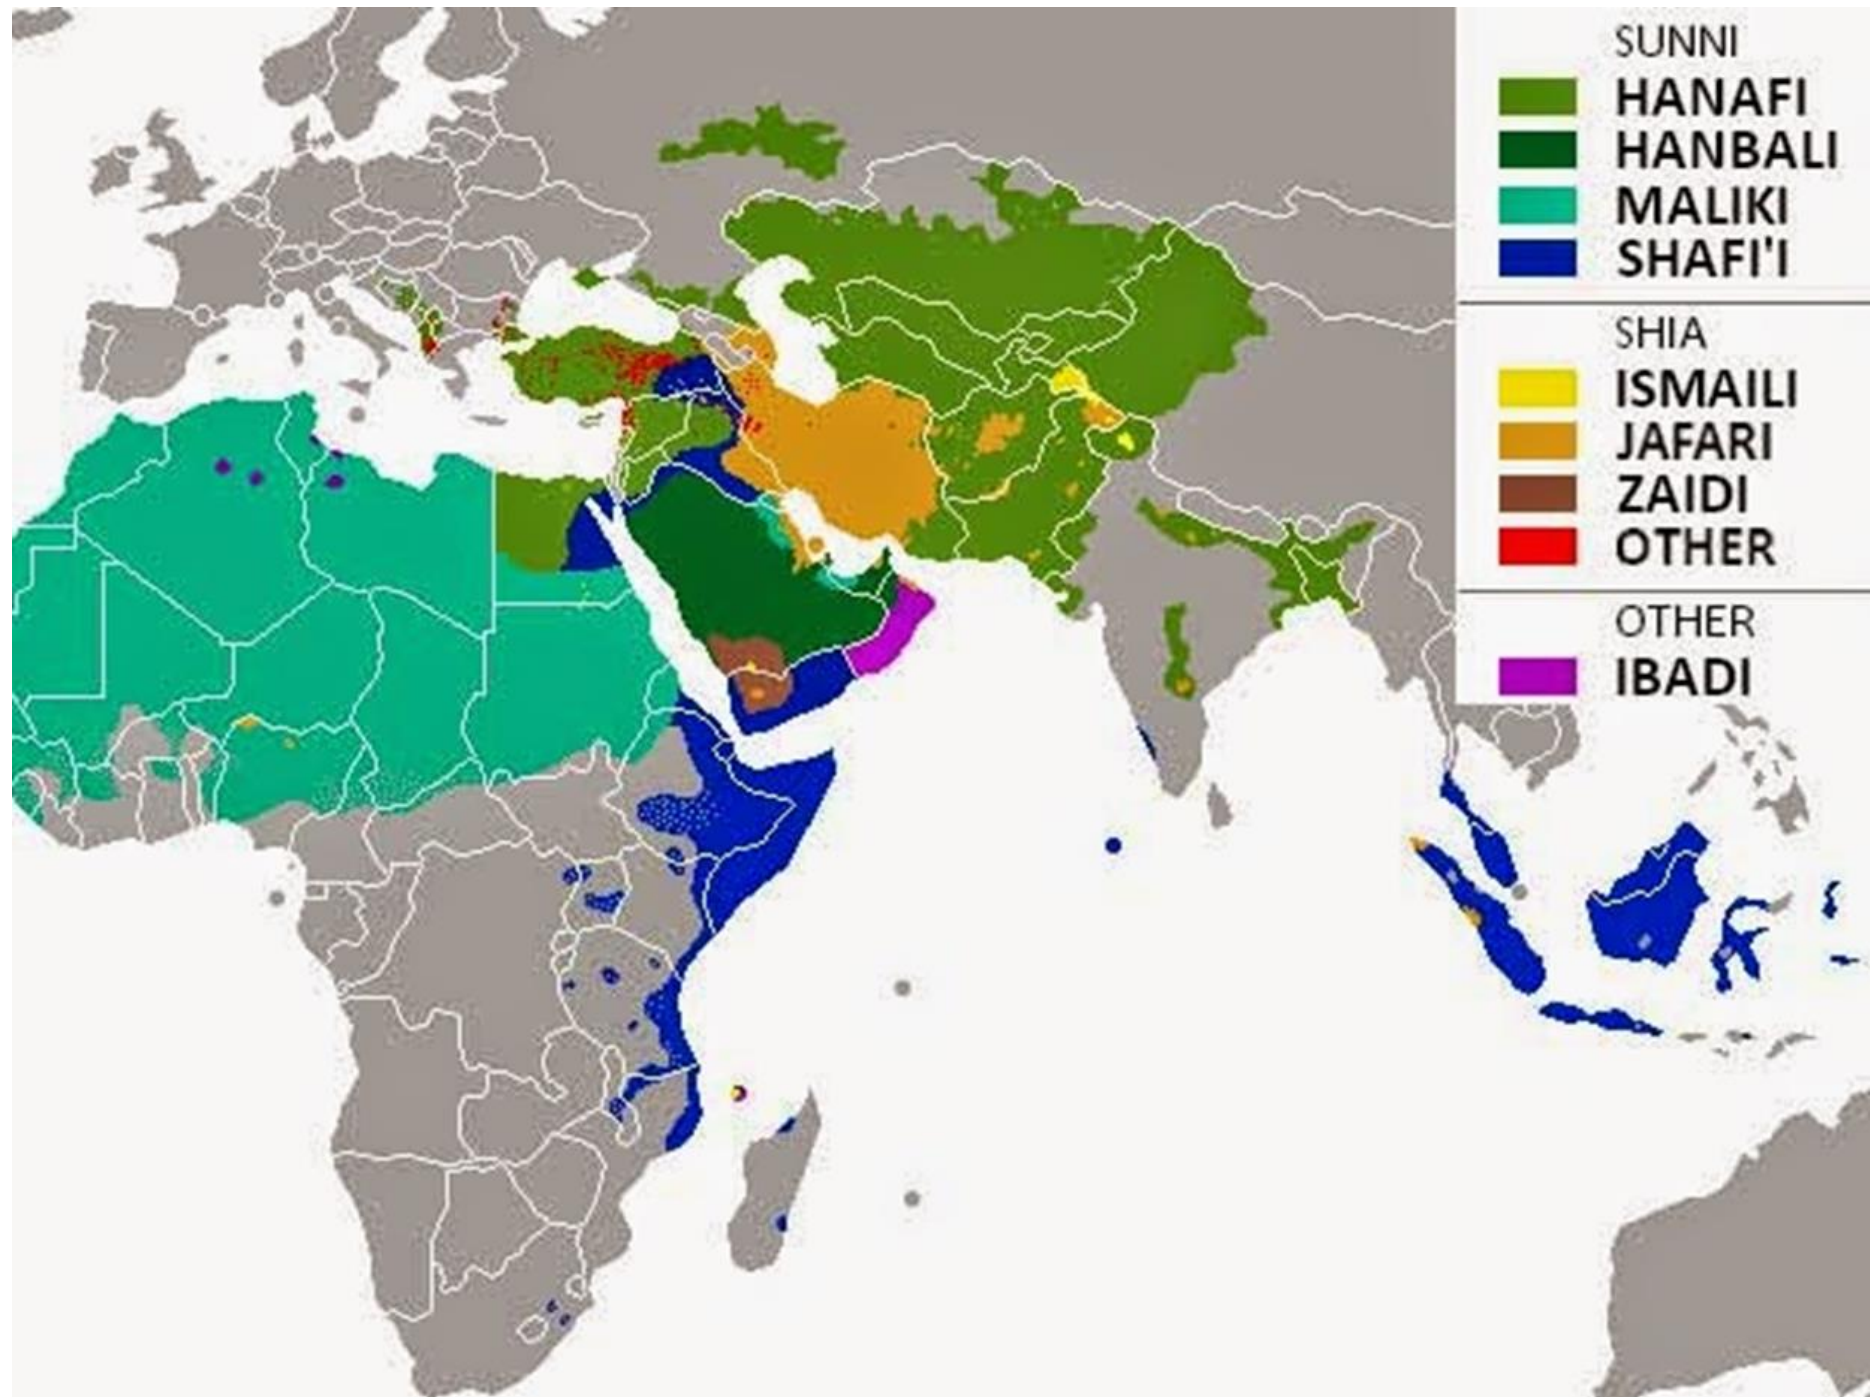 SUNNI
HANAFI
HANBALI
MALIKI
SHAFI'I
SHIA
ISMAILI
JAFARI
ZAIDI
OTHER
OTHER
IBADI